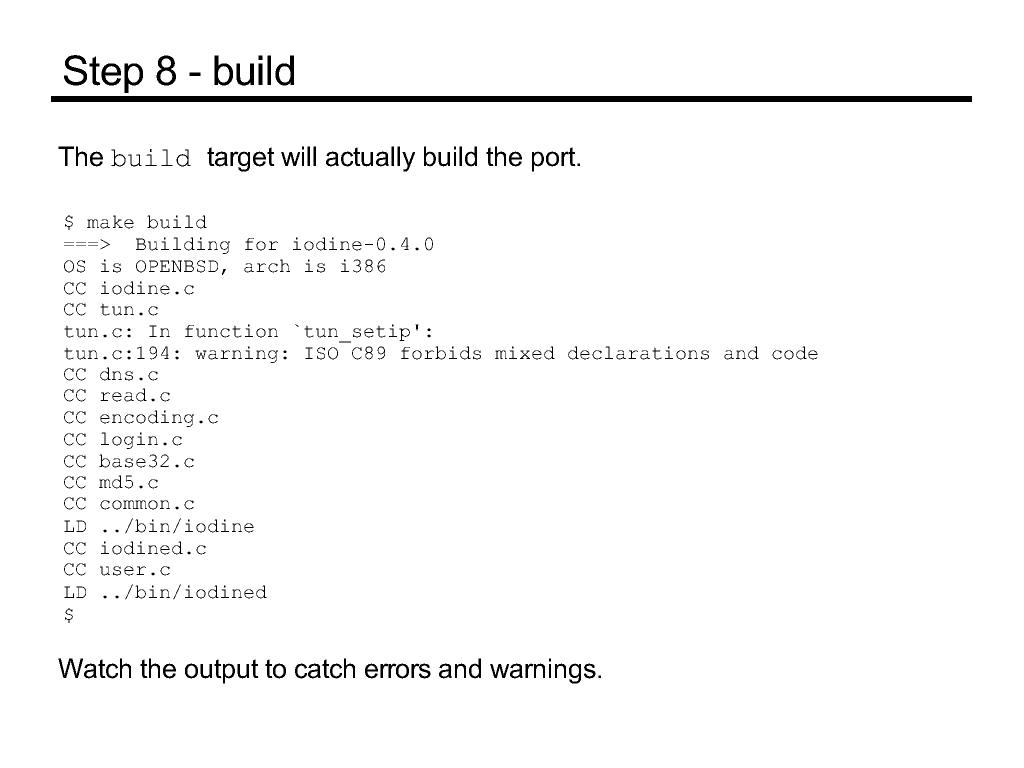 Step 8 - build
The build target will actually build the port.
$ make build
===>  Building for iodine-0.4.0
OS is OPENBSD, arch is i386
CC iodine.c
CC tun.c
tun.c: In function `tun_setip':
tun.c:194: warning: ISO C89 forbids mixed declarations and code
CC dns.c
CC read.c
CC encoding.c
CC login.c
CC base32.c
CC md5.c
CC common.c
LD ../bin/iodine
CC iodined.c
CC user.c
LD ../bin/iodined
$
Watch the output to catch errors and warnings.